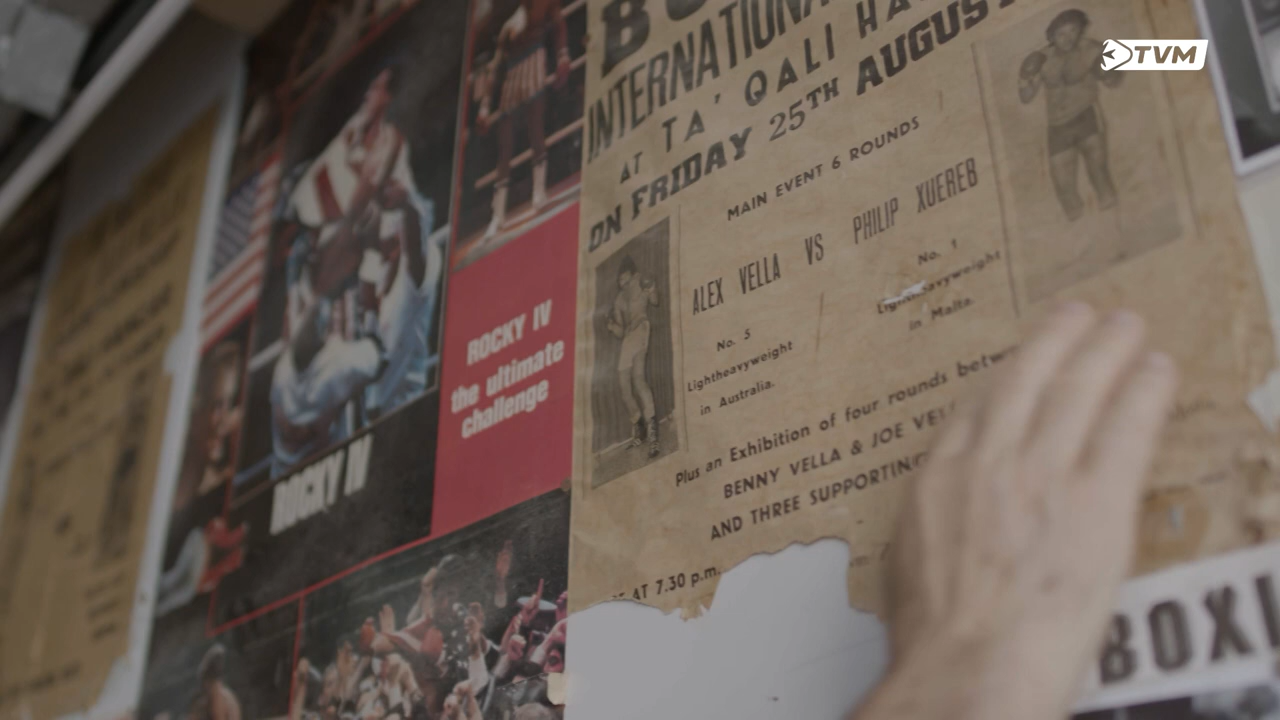 TVM
BO
INTERNATIONA
AT TA' QALI HA
ON FRIDAY 25TH AUGUST
MAIN EVENT 6 ROUNDS
ALEX VELLA VS PHILIP XUEREB
No. 5
Lightheavyweight
in Australia.
No. 1
Lightheavyweight
in Malta.
Plus an Exhibition of four rounds betw
BENNY VELLA & JOE VEL
AND THREE SUPPORTIN
AT 7.30 p.m.
ROCKY IV
the ultimate
challenge
ROCKY IV
BOXI